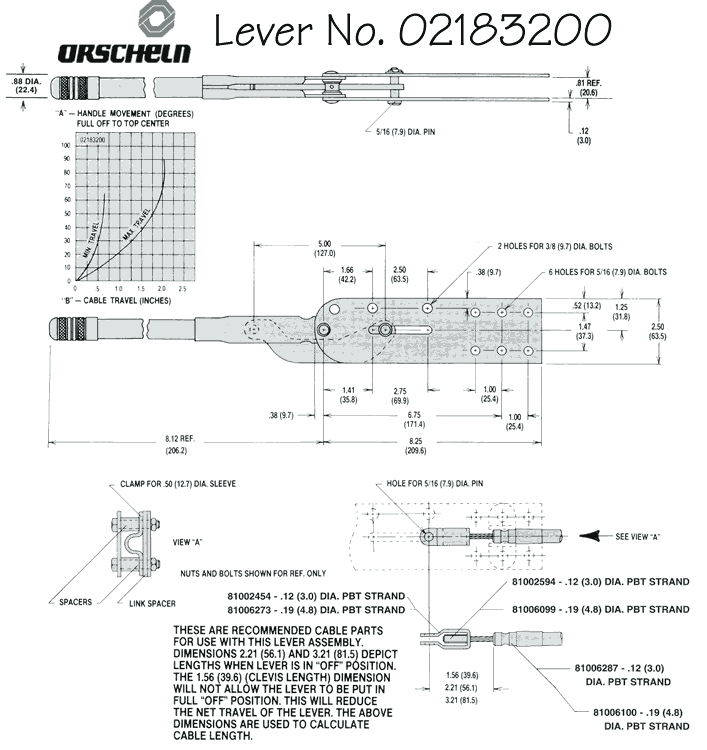 ORSCHELN
Lever No. 02183200
.88 DIA.
(22.4)
.81 REF.
(20.6)
5/16 (7.9) DIA. PIN
.12
(3.0)
"A" – HANDLE MOVEMENT (DEGREES)
FULL OFF TO TOP CENTER
02183200
100
90
80
70
60
50
40
30
20
10
0
MIN TRAVEL
MAX TRAVEL
0 .5 1.0 1.5 2.0 2.5
"B" – CABLE TRAVEL (INCHES)
5.00
(127.0)
2 HOLES FOR 3/8 (9.7) DIA. BOLTS
1.66
(42.2)
2.50
(63.5)
.38 (9.7)
6 HOLES FOR 5/16 (7.9) DIA. BOLTS
.52 (13.2)
1.25
(31.8)
1.47
(37.3)
2.50
(63.5)
1.41
(35.8)
2.75
(69.9)
1.00
(25.4)
.38 (9.7)
6.75
(171.4)
1.00
(25.4)
8.12 REF.
(206.2)
8.25
(209.6)
CLAMP FOR .50 (12.7) DIA. SLEEVE
HOLE FOR 5/16 (7.9) DIA. PIN
VIEW "A"
SEE VIEW "A"
NUTS AND BOLTS SHOWN FOR REF. ONLY
SPACERS
LINK SPACER
81002454 - .12 (3.0) DIA. PBT STRAND
81006273 - .19 (4.8) DIA. PBT STRAND
81002594 - .12 (3.0) DIA. PBT STRAND
81006099 - .19 (4.8) DIA. PBT STRAND
THESE ARE RECOMMENDED CABLE PARTS
FOR USE WITH THIS LEVER ASSEMBLY.
DIMENSIONS 2.21 (56.1) AND 3.21 (81.5) DEPICT
LENGTHS WHEN LEVER IS IN "OFF" POSITION.
THE 1.56 (39.6) (CLEVIS LENGTH) DIMENSION
WILL NOT ALLOW THE LEVER TO BE PUT IN
FULL "OFF" POSITION. THIS WILL REDUCE
THE NET TRAVEL OF THE LEVER. THE ABOVE
DIMENSIONS ARE USED TO CALCULATE
CABLE LENGTH.
1.56 (39.6)
2.21 (56.1)
3.21 (81.5)
81006287 - .12 (3.0)
DIA. PBT STRAND
81006100 - .19 (4.8)
DIA. PBT STRAND